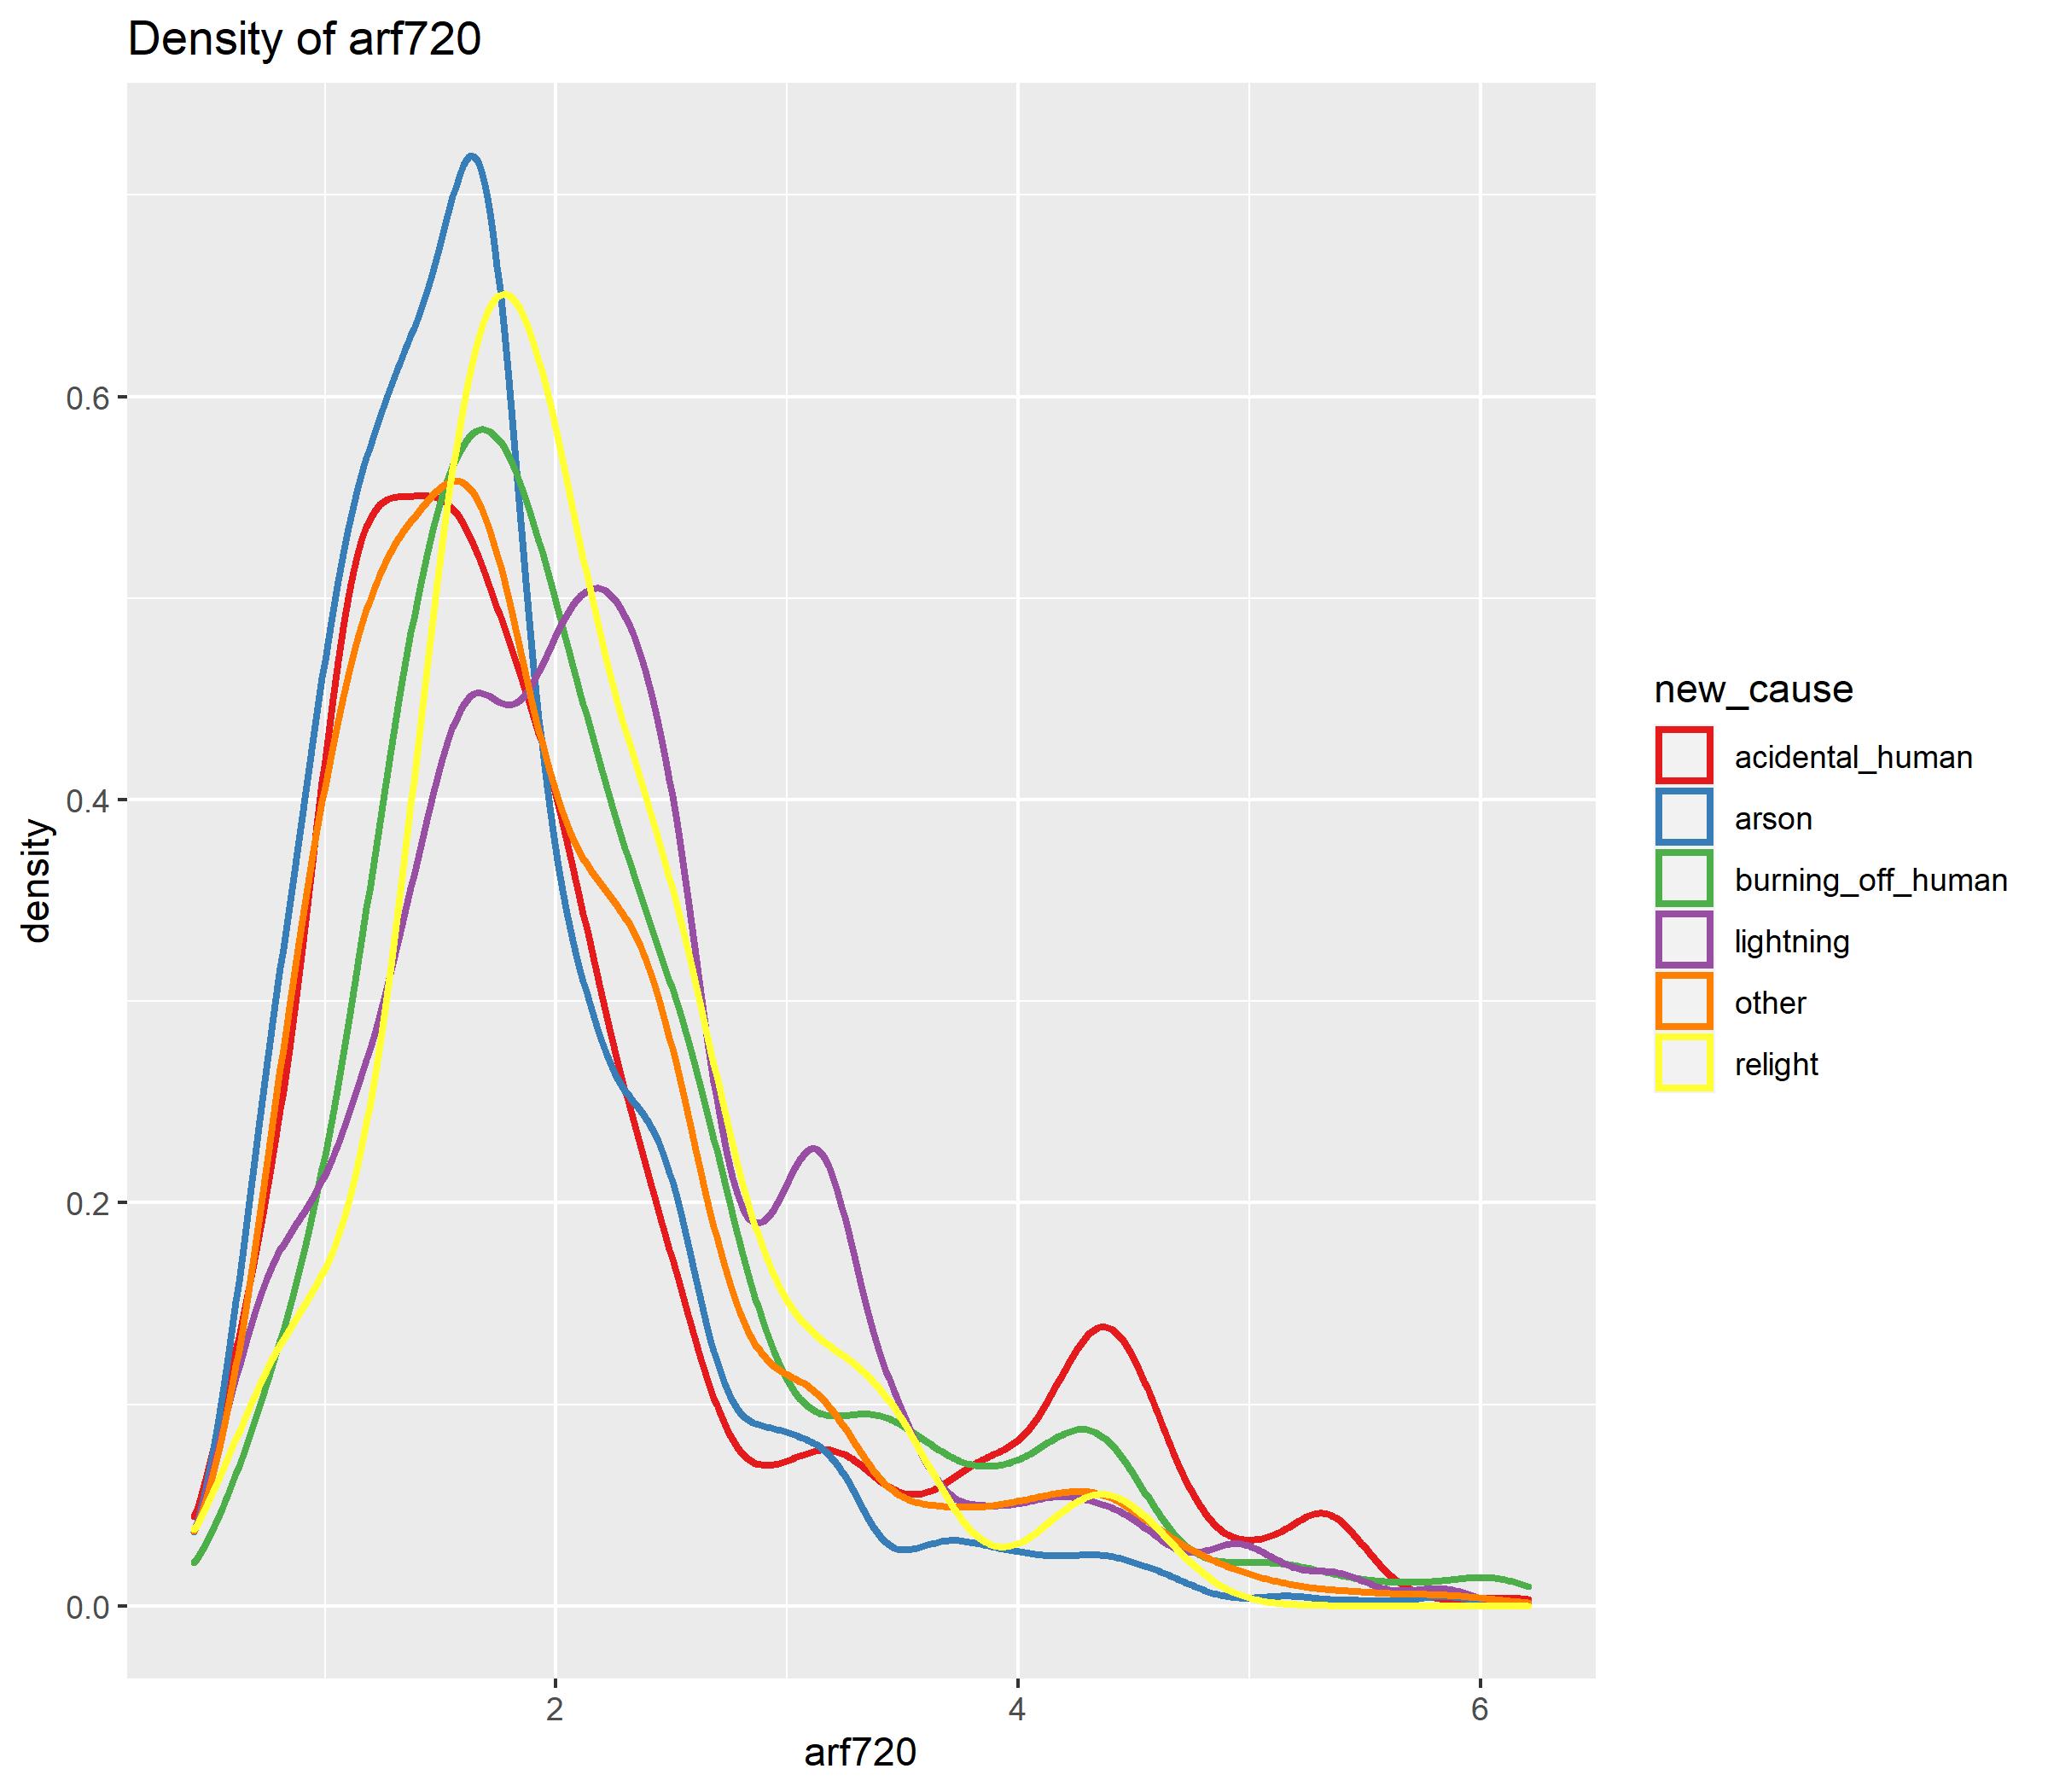 Density of arf720
0.6
0.4
0.2
0.0
density
2 4 6
arf720
new_cause
acidental_human
arson
burning_off_human
lightning
other
relight